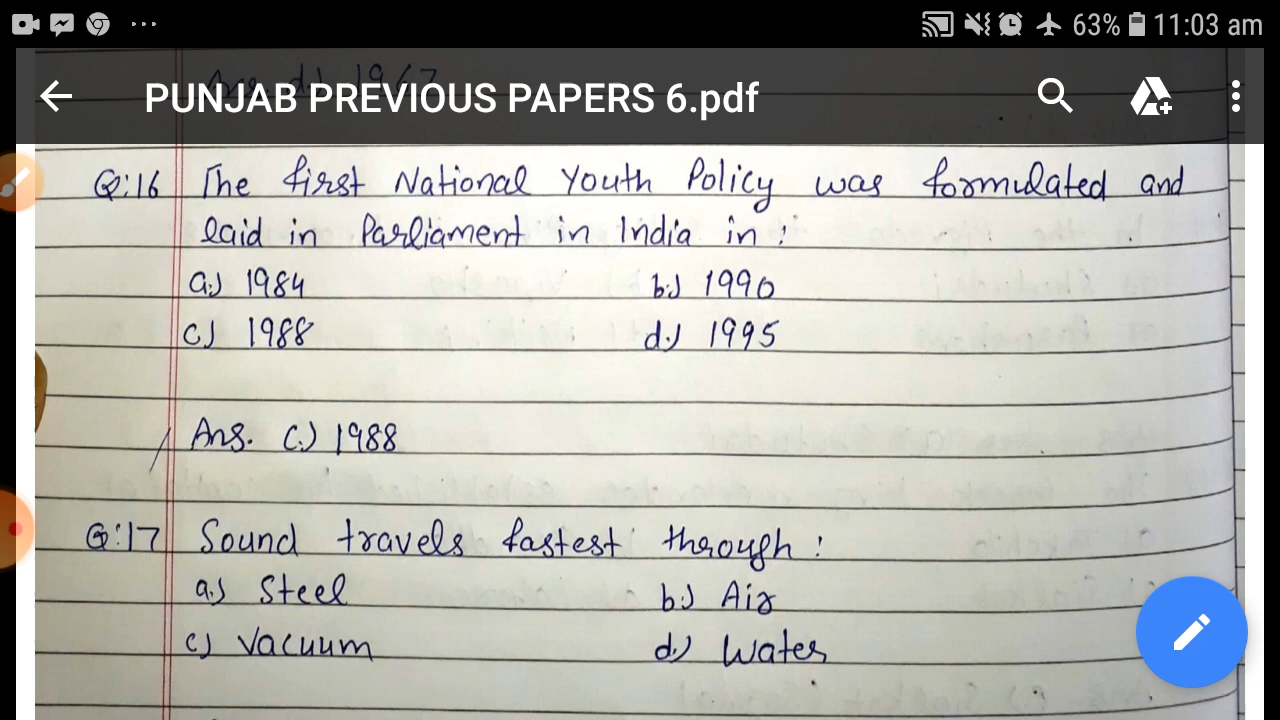 63% 11:03 am
Ans. d.) 1967
PUNJAB PREVIOUS PAPERS 6.pdf
Q:16 The first National Youth Policy was formulated and
laid in Parliament in India in :
a.) 1984 b.) 1990
c.) 1988 d.) 1995
Ans. c.) 1988
Q:17 Sound travels fastest through :
a.) Steel b.) Air
c.) Vacuum d.) Water